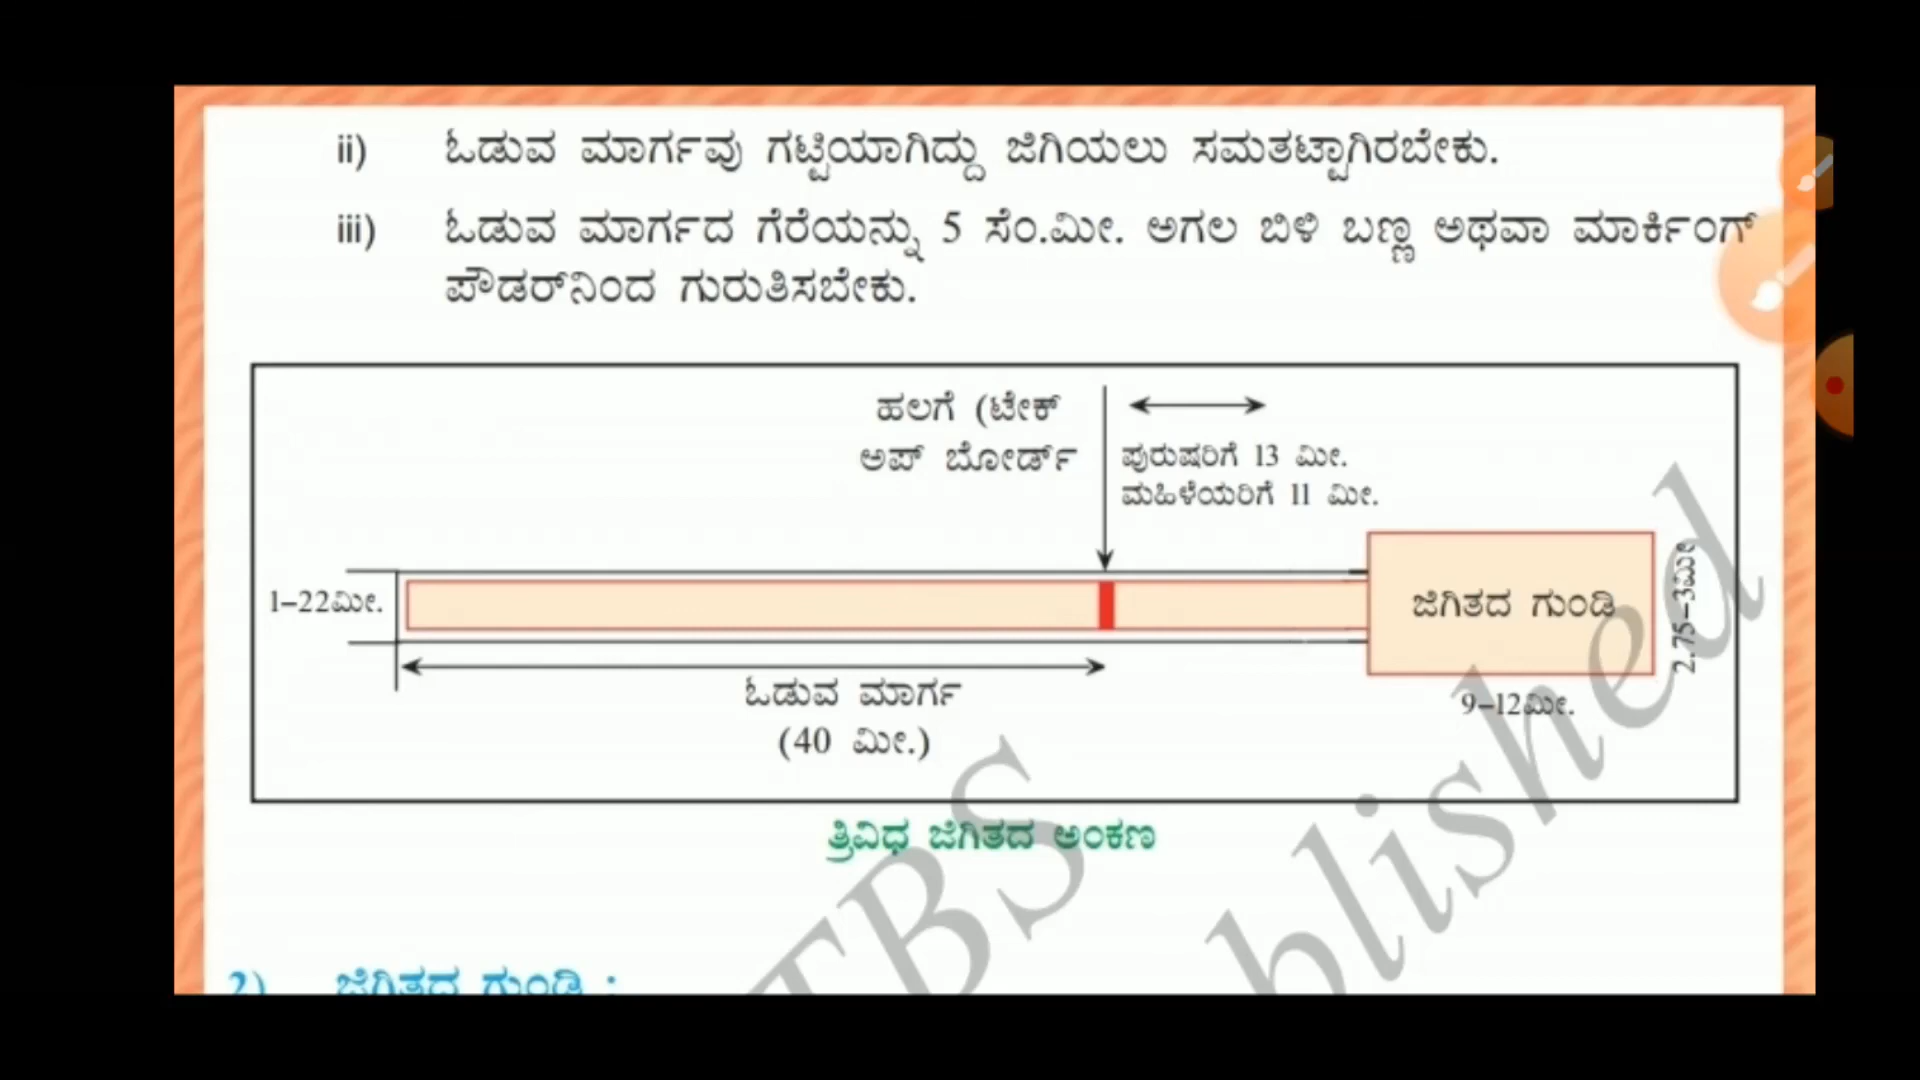 ii) ಓಡುವ ಮಾರ್ಗವು ಗಟ್ಟಿಯಾಗಿದ್ದು ಜಿಗಿಯಲು ಸಮತಟ್ಟಾಗಿರಬೇಕು.
iii) ಓಡುವ ಮಾರ್ಗದ ಗೆರೆಯನ್ನು 5 ಸೆಂ.ಮೀ. ಅಗಲ ಬಿಳಿ ಬಣ್ಣ ಅಥವಾ ಮಾರ್ಕಿಂಗ್
ಪೌಡರ್‌ನಿಂದ ಗುರುತಿಸಬೇಕು.
ಹಲಗೆ (ಟೇಕ್
ಅಪ್ ಬೋರ್ಡ್
ಪುರುಷರಿಗೆ 13 ಮೀ.
ಮಹಿಳೆಯರಿಗೆ 11 ಮೀ.
1–22ಮೀ.
ಜಿಗಿತದ ಗುಂಡಿ
2.75–3ಮೀ
ಓಡುವ ಮಾರ್ಗ
(40 ಮೀ.)
9–12ಮೀ.
ತ್ರಿವಿಧ ಜಿಗಿತದ ಅಂಕಣ
2) ಜಿಗಿತದ ಗುಂಡಿ :
TBS
blished